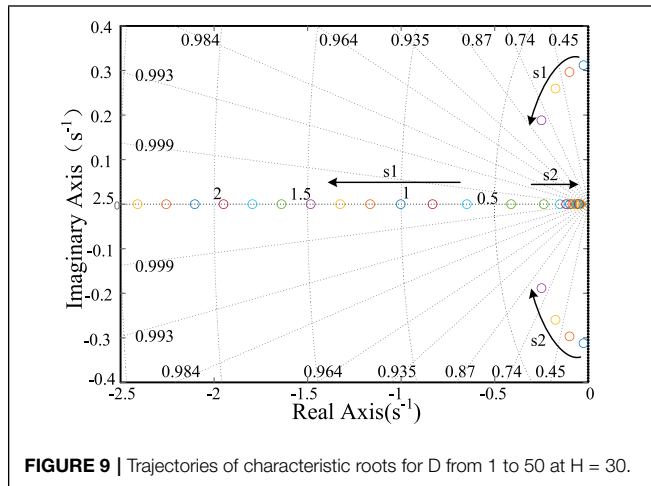 0.4
0.984 0.964 0.935 0.87 0.74 0.45
0.3
0.993
s1
0.2
0.999
0.1
s1
s2
2.5 2 1.5 1 0.5
0
-0.1
0.999
-0.2
s2
-0.3
0.993
0.984 0.964 0.935 0.87 0.74 0.45
-0.4
-2.5 -2 -1.5 -1 -0.5 0
Imaginary Axis (s⁻¹)
Real Axis(s⁻¹)
FIGURE 9 | Trajectories of characteristic roots for D from 1 to 50 at H = 30.